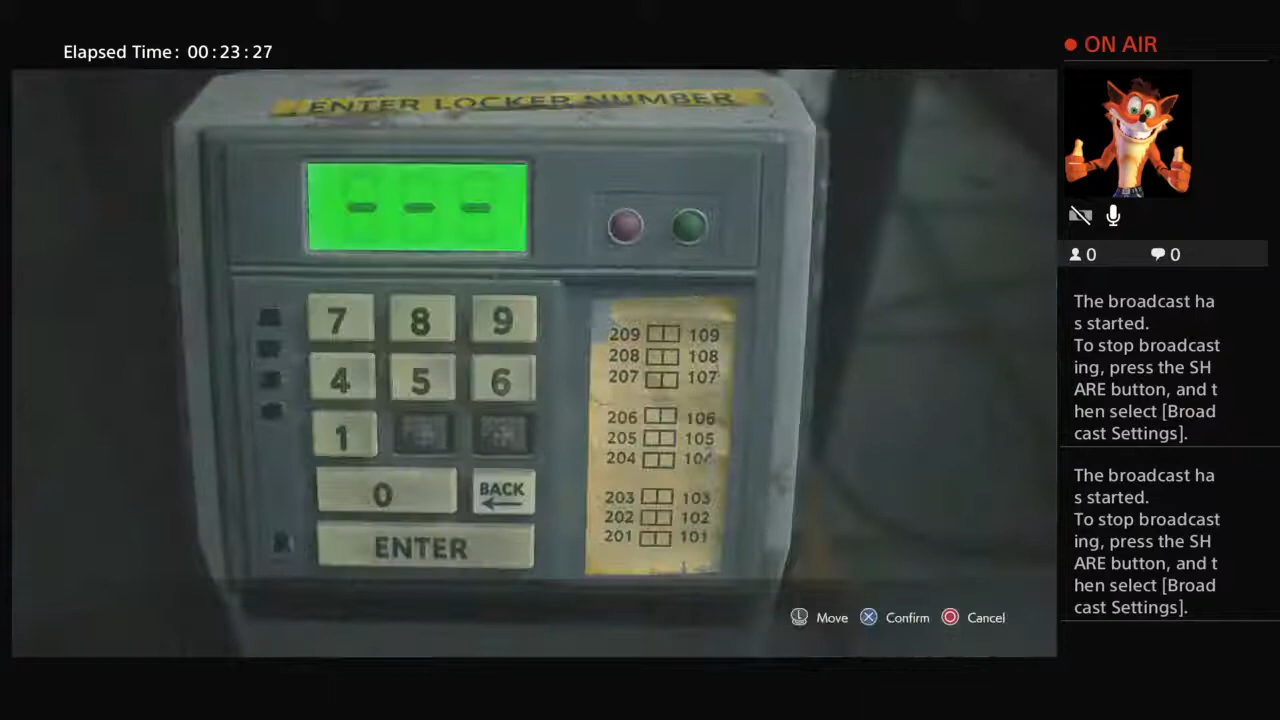 Elapsed Time: 00:23:27
ON AIR
ENTER LOCKER NUMBER
- - -
7 8 9
4 5 6
1
0 BACK
ENTER
209 109
208 108
207 107
206 106
205 105
204 104
203 103
202 102
201 101
L Move Confirm Cancel
0 0
The broadcast ha
s started.
To stop broadcast
ing, press the SH
ARE button, and t
hen select [Broad
cast Settings].
The broadcast ha
s started.
To stop broadcast
ing, press the SH
ARE button, and t
hen select [Broad
cast Settings].